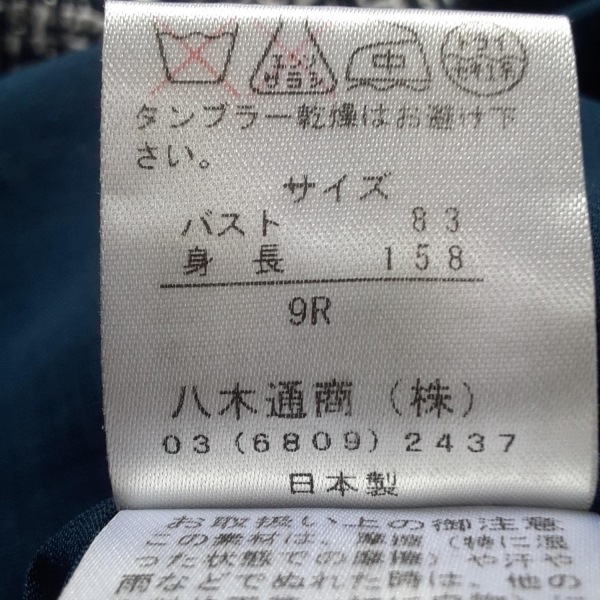 エンソ
サラシ
中
ドライ
セキユ系
タンブラー乾燥はお避け下
さい。
サイズ
バスト 83
身長 158
9R
八木通商(株)
03(6809)2437
日本製
お取扱い上の御注意
この素材は、摩擦(特に湿
った状態での摩擦)や汗や
雨などでぬれた時は、他の